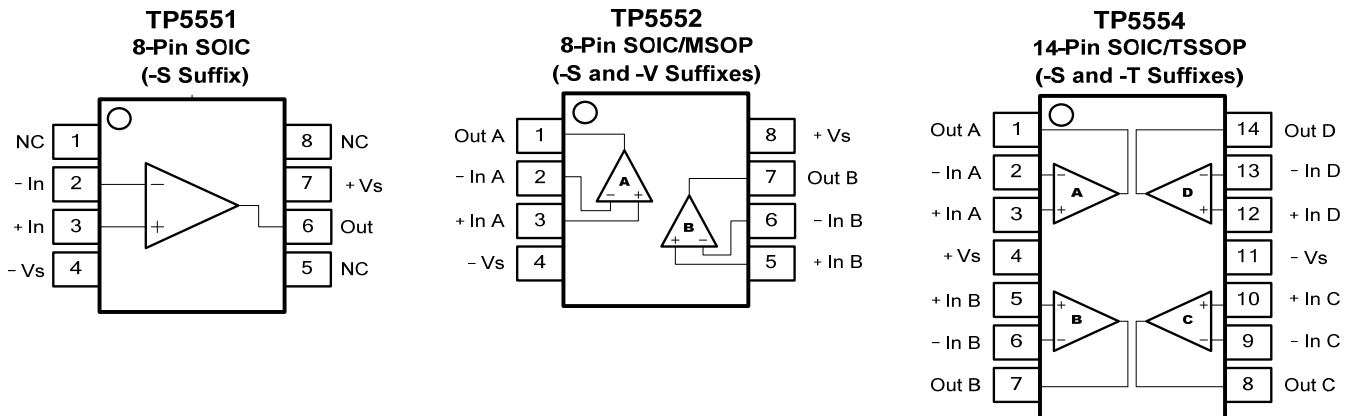 TP5551
8-Pin SOIC
(-S Suffix)
NC 1
- In 2
+ In 3
- Vs 4
8 NC
7 + Vs
6 Out
5 NC
− +
TP5552
8-Pin SOIC/MSOP
(-S and -V Suffixes)
Out A 1
- In A 2
+ In A 3
- Vs 4
8 + Vs
7 Out B
6 - In B
5 + In B
A
− +
B
+ −
TP5554
14-Pin SOIC/TSSOP
(-S and -T Suffixes)
Out A 1
- In A 2
+ In A 3
+ Vs 4
+ In B 5
- In B 6
Out B 7
14 Out D
13 - In D
12 + In D
11 - Vs
10 + In C
9 - In C
8 Out C
− A +
− D +
+ B −
+ C −